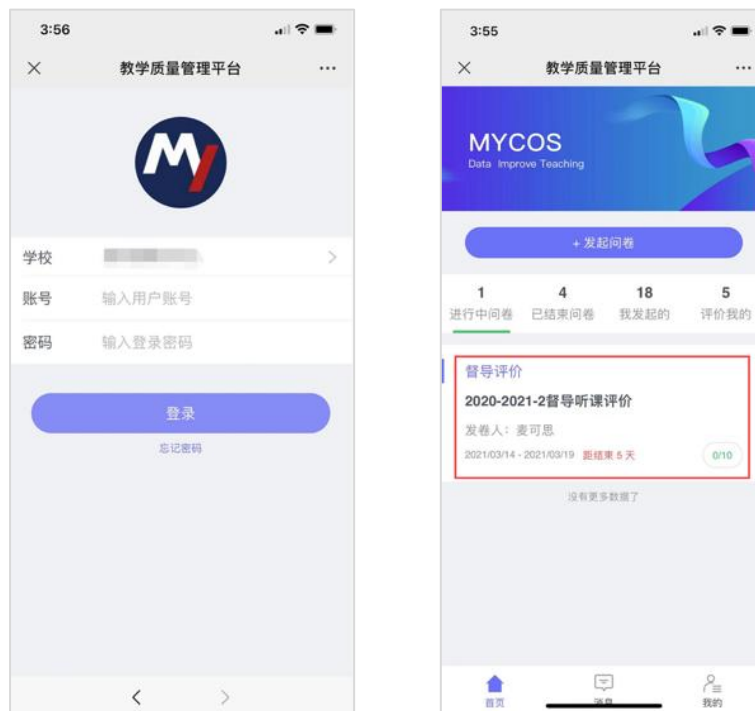 3:56
教学质量管理平台
My
学校
账号 输入用户账号
密码 输入登录密码
登录
忘记密码
3:55
教学质量管理平台
MYCOS
Data Improve Teaching
+ 发起问卷
1 4 18 5
进行中问卷 已结束问卷 我发起的 评价我的
督导评价
2020-2021-2督导听课评价
发卷人：麦可思
2021/03/14 - 2021/03/19 距结束 5 天 0/10
没有更多数据了
首页 消息 我的